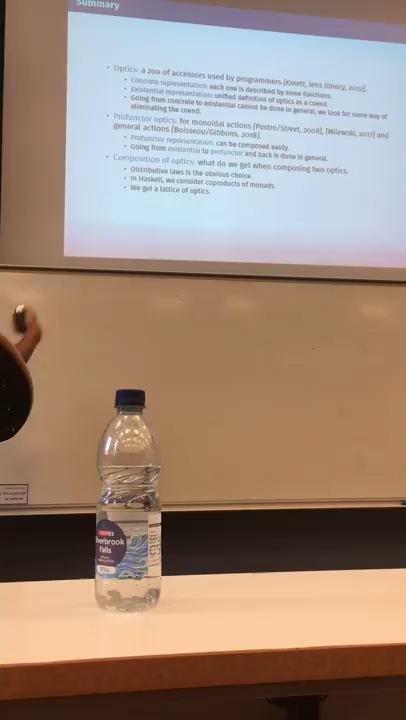 Summary
• Optics: a zoo of accessors used by programmers [Kmett, lens library, 2012].
• Concrete representation: each one is described by some functions.
• Existential representation: unified definition of optics as a coend.
• Going from concrete to existential cannot be done in general, we look for some way of
eliminating the coend.
• Profunctor optics: for monoidal actions [Pastro/Street, 2008], [Milewski, 2017] and
general actions [Boisseau/Gibbons, 2018].
• Profunctor representation: can be composed easily.
• Going from existential to profunctor and back is done in general.
• Composition of optics: what do we get when composing two optics.
• Distributive laws is the obvious choice.
• In Haskell, we consider coproducts of monads.
• We get a lattice of optics.
Falls